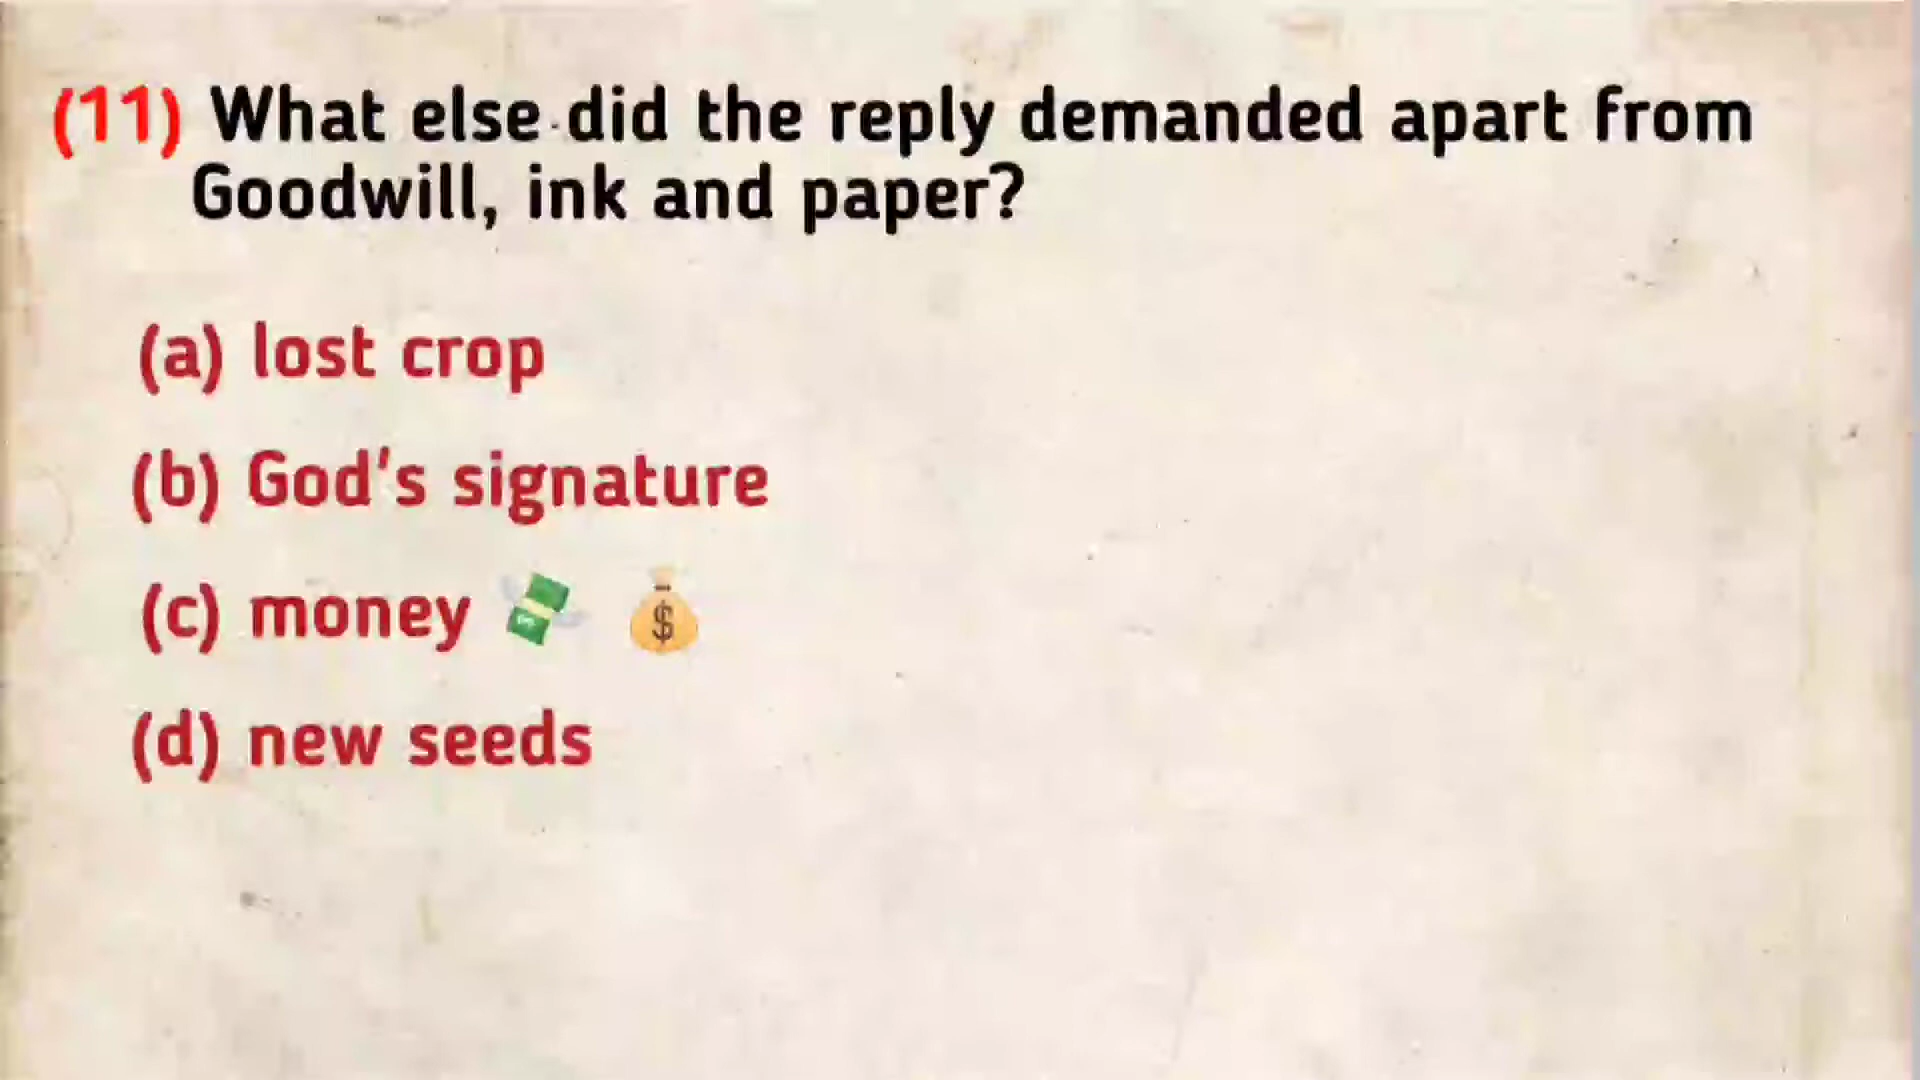 (11) What else did the reply demanded apart from
Goodwill, ink and paper?
(a) lost crop
(b) God's signature
(c) money 💸 💰
(d) new seeds